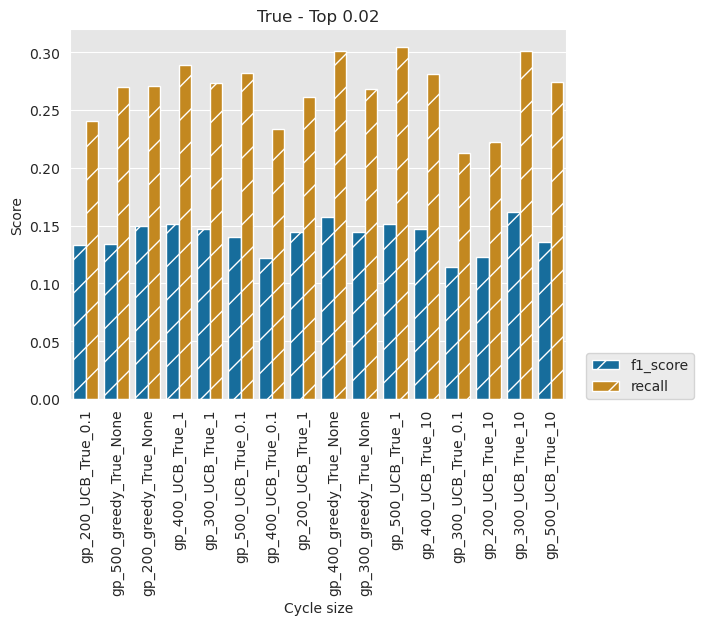 True - Top 0.02
Score
0.30
0.25
0.20
0.15
0.10
0.05
0.00
gp_200_UCB_True_0.1
gp_500_greedy_True_None
gp_200_greedy_True_None
gp_400_UCB_True_1
gp_300_UCB_True_1
gp_500_UCB_True_0.1
gp_400_UCB_True_0.1
gp_200_UCB_True_1
gp_400_greedy_True_None
gp_300_greedy_True_None
gp_500_UCB_True_1
gp_400_UCB_True_10
gp_300_UCB_True_0.1
gp_200_UCB_True_10
gp_300_UCB_True_10
gp_500_UCB_True_10
Cycle size
f1_score
recall